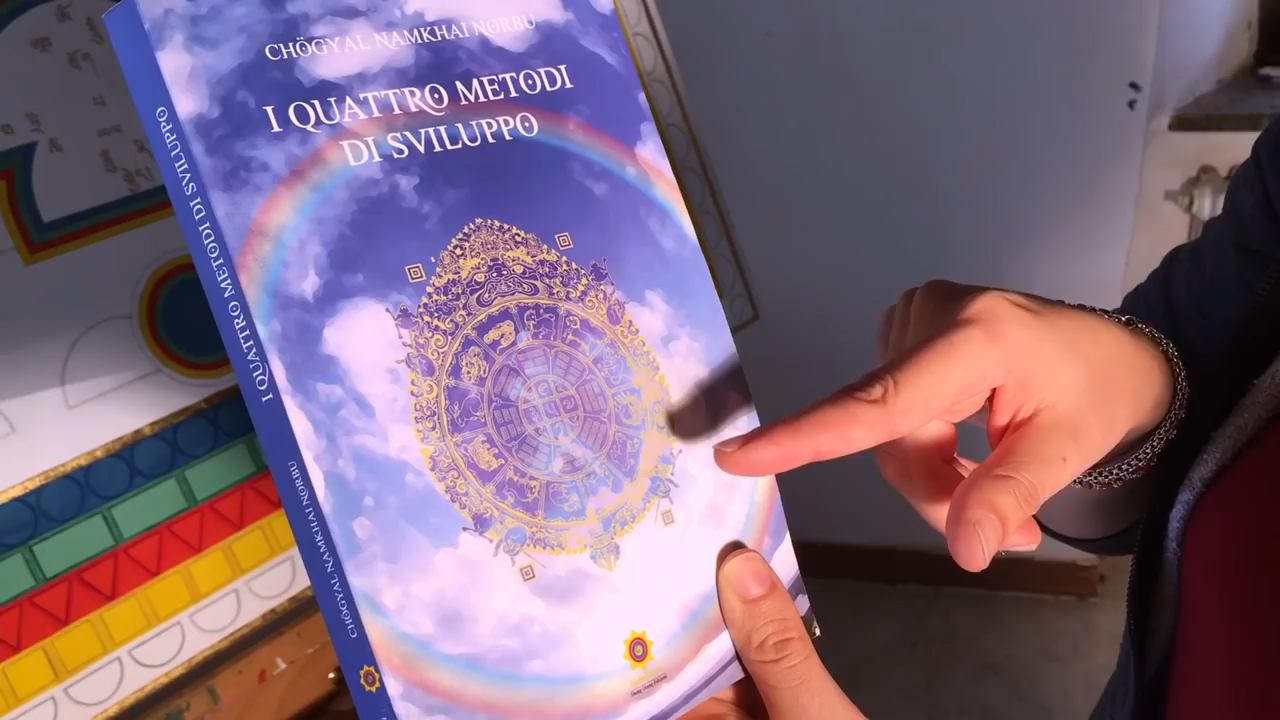 CHÖGYAL NAMKHAI NORBU
I QUATTRO METODI
DI SVILUPPO
I QUATTRO METODI DI SVILUPPO
CHÖGYAL NAMKHAI NORBU